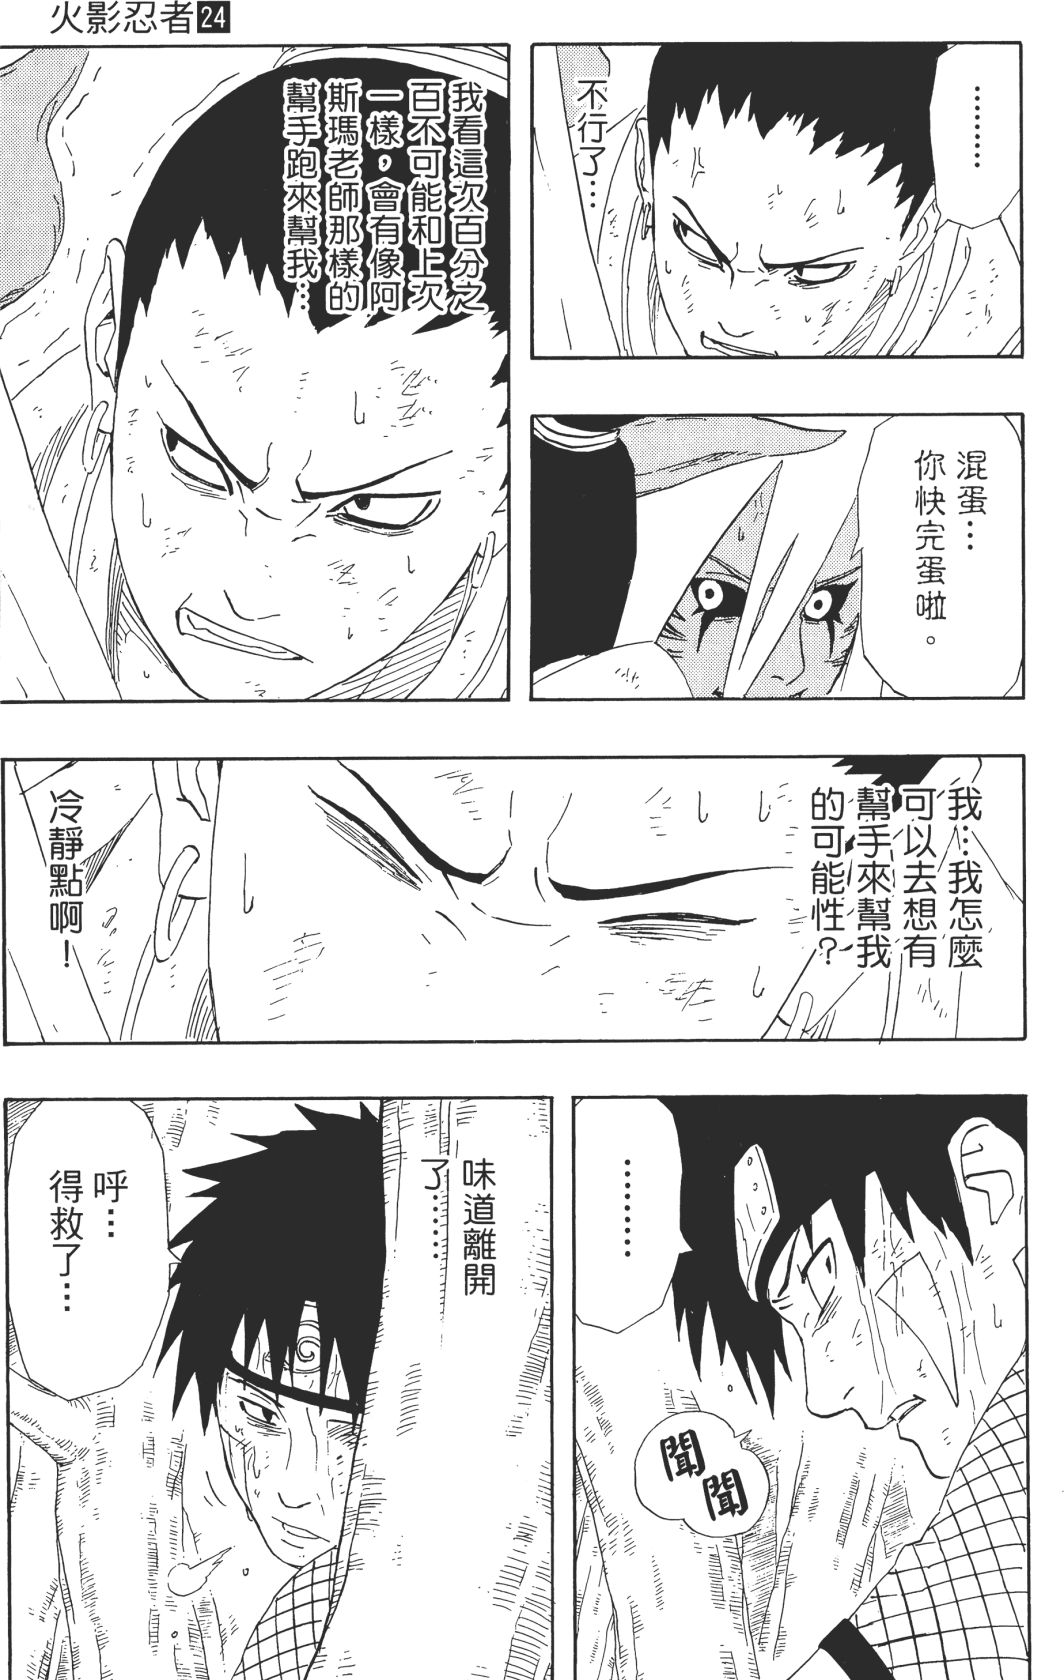 火影忍者24
…………
不行了…
混蛋…
你快完蛋啦。
我看這次百分之
百不可能和上次
一樣，會有像阿
斯瑪老師那樣的
幫手跑來幫我…
我…我怎麼
可以去想有
幫手來幫我
的可能性？
冷靜點啊！
…………
聞
聞
味道離開
了……
呼…
得救了…